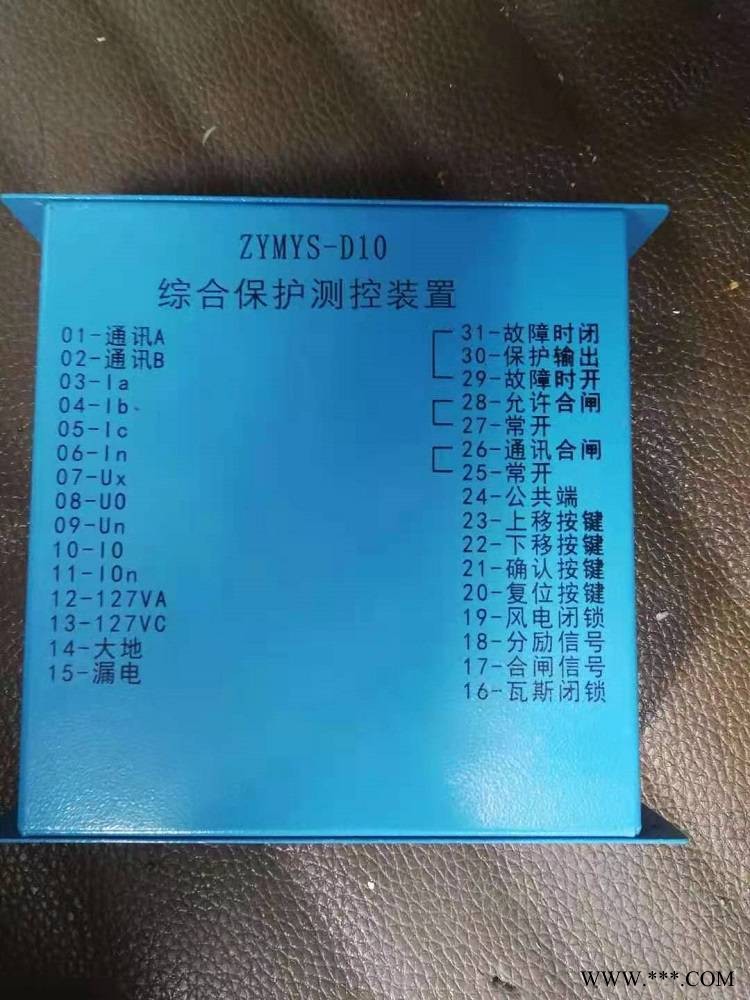 ZYMYS-D10
综合保护测控装置
01-通讯A
02-通讯B
03-Ia
04-Ib
05-Ic
06-In
07-Ux
08-U0
09-Un
10-I0
11-I0n
12-127VA
13-127VC
14-大地
15-漏电
31-故障时闭
30-保护输出
29-故障时开
28-允许合闸
27-常开
26-通讯合闸
25-常开
24-公共端
23-上移按键
22-下移按键
21-确认按键
20-复位按键
19-风电闭锁
18-分励信号
17-合闸信号
16-瓦斯闭锁
WWW.***.COM